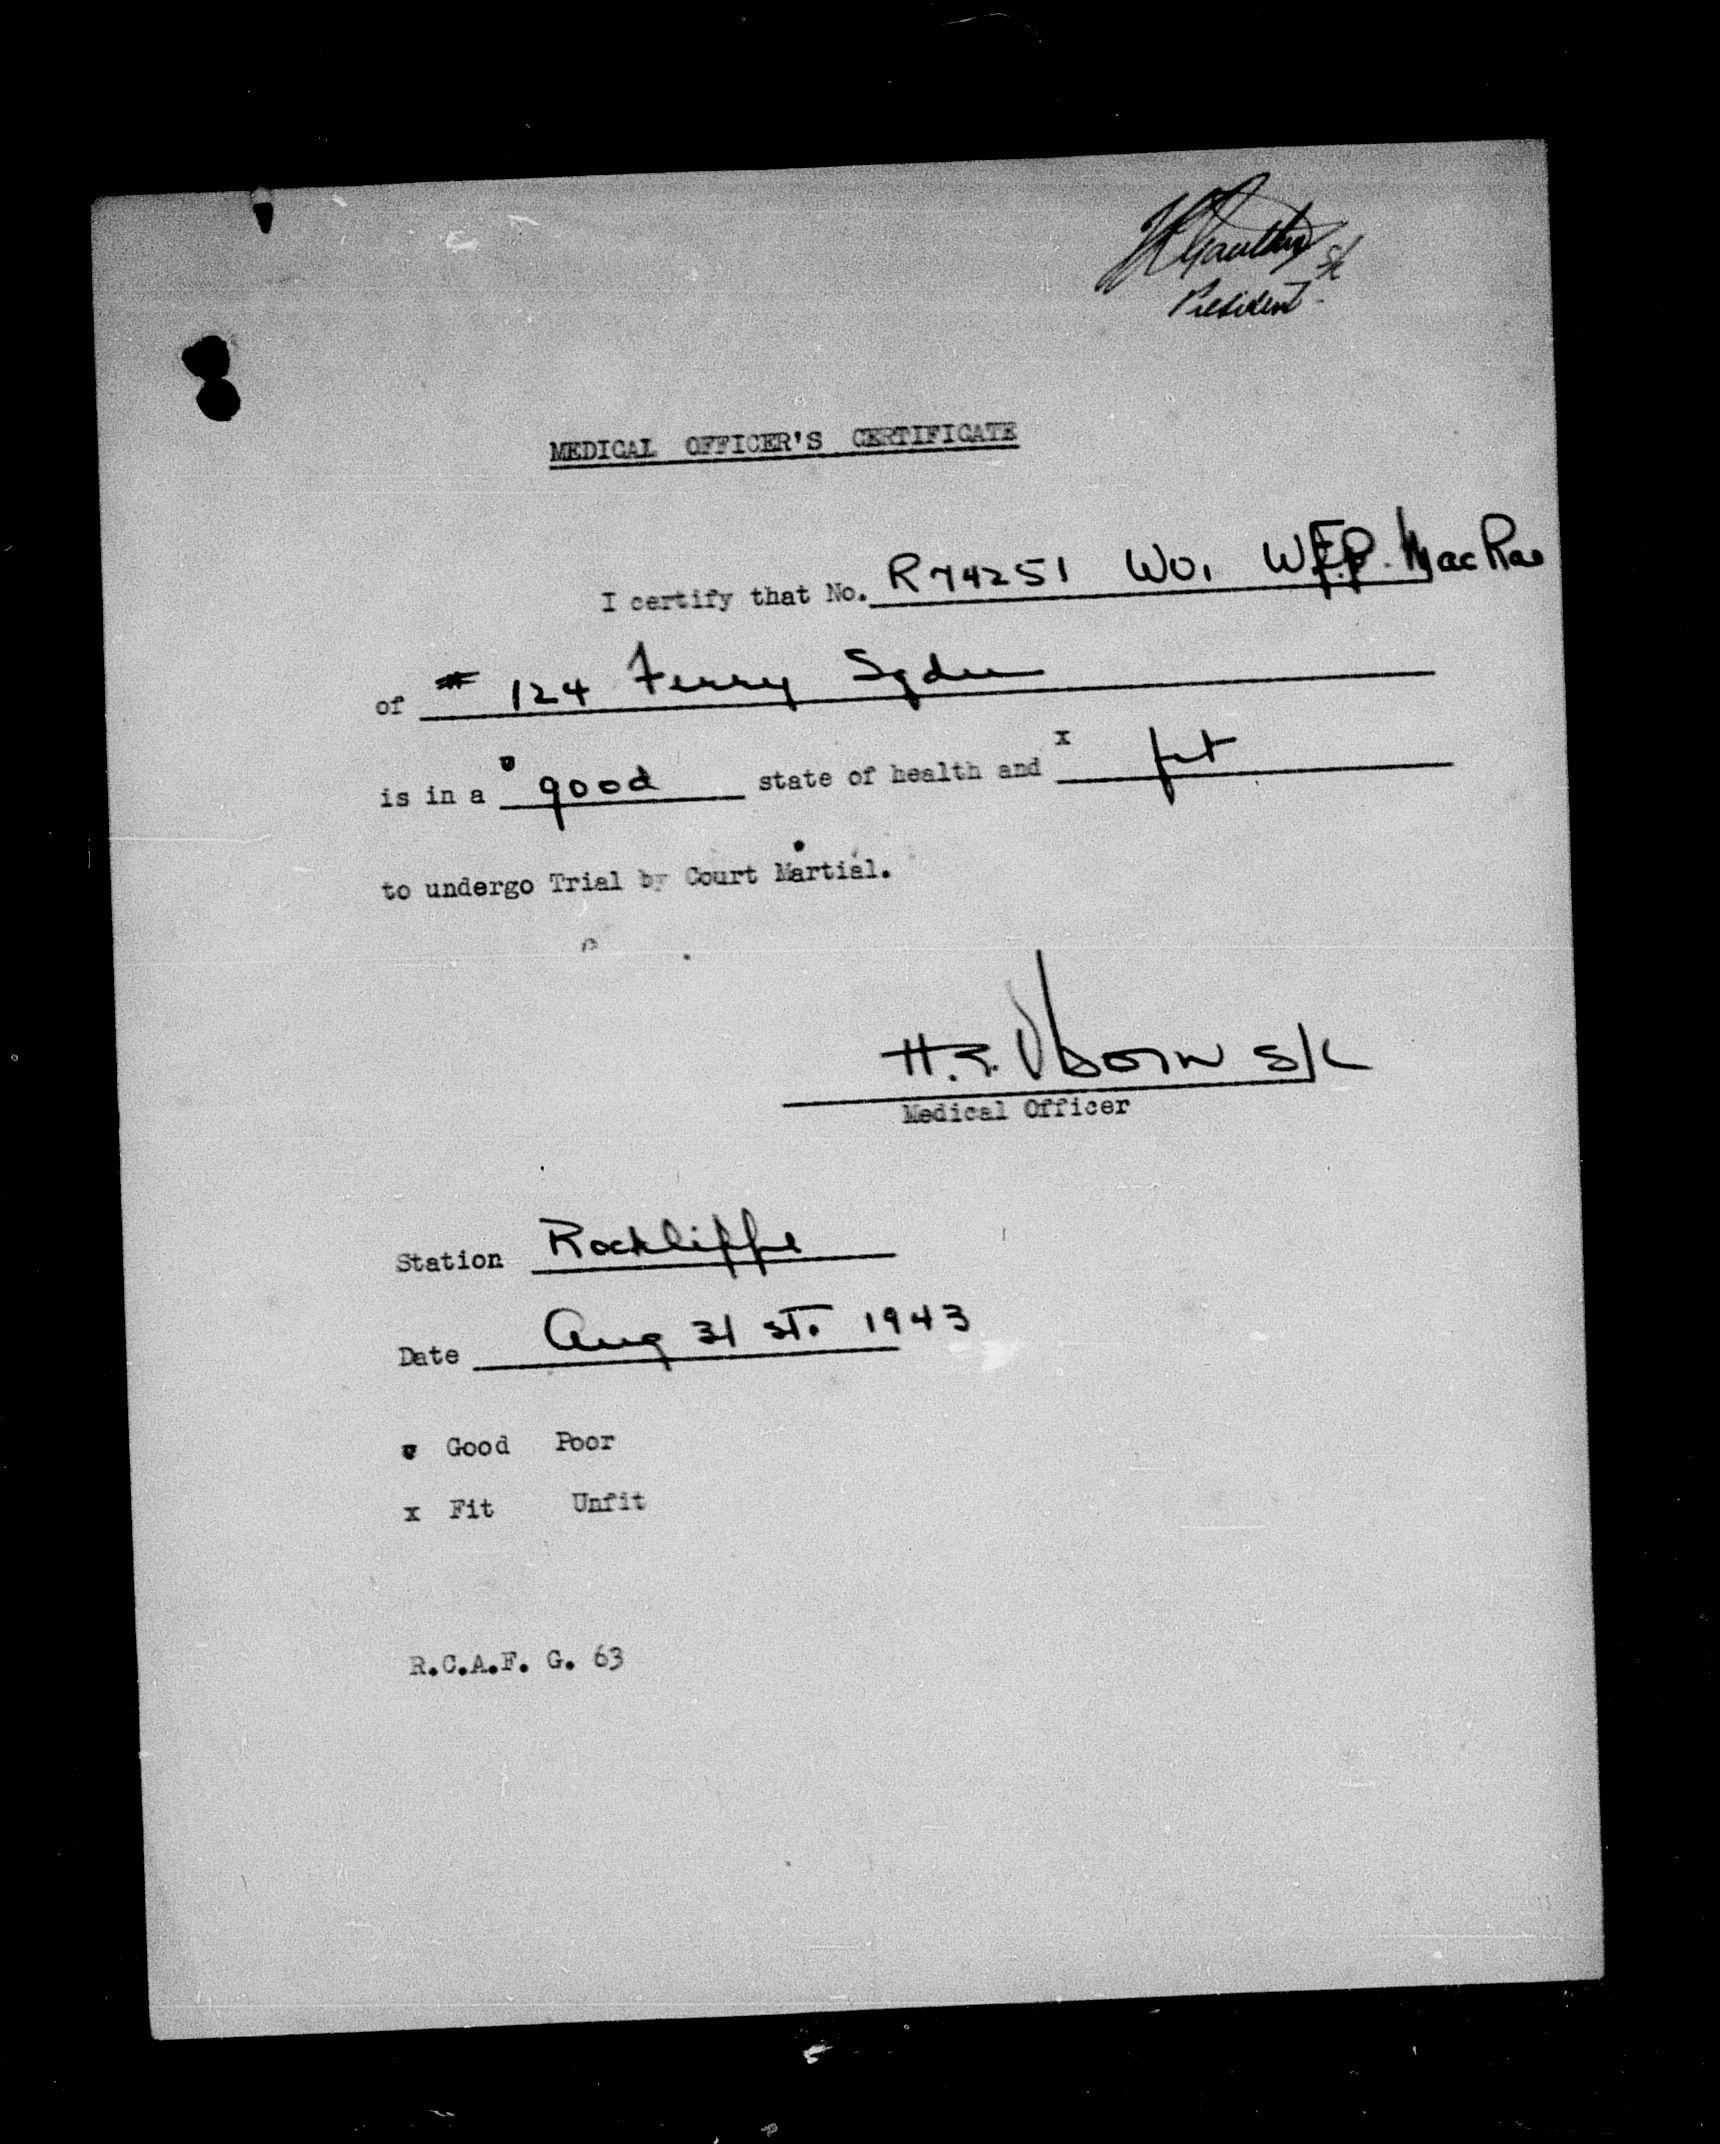 President
MEDICAL OFFICER'S CERTIFICATE
I certify that No. R74251 WO1 W.F.P. MacRae
of # 124 Ferry Sqdn
is in a good state of health and x fit
to undergo Trial by Court Martial.
H.R. S/L
Medical Officer
Station Rockliffe
Date Aug 31 st. 1943
Good Poor
x Fit Unfit
R.C.A.F. G. 63